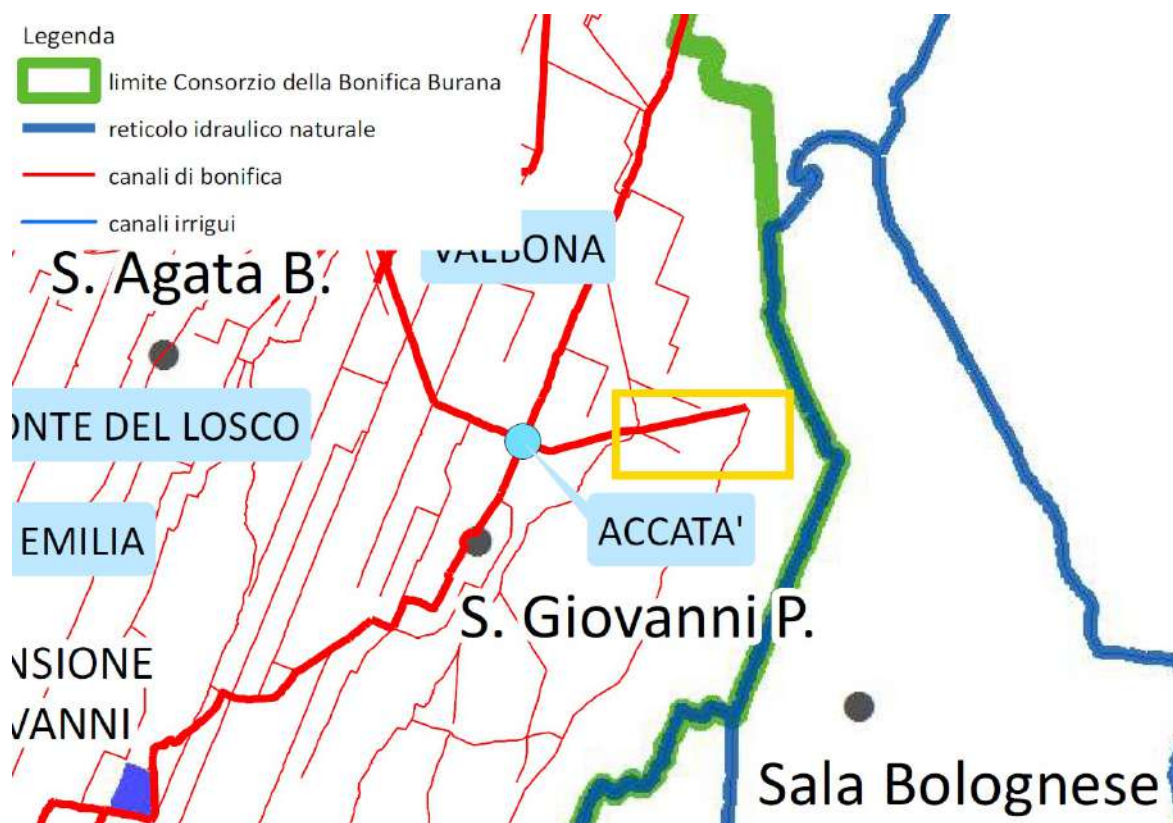 Legenda
limite Consorzio della Bonifica Burana
reticolo idraulico naturale
canali di bonifica
canali irrigui
VALBONA
S. Agata B.
ONTE DEL LOSCO
EMILIA
ACCATA'
S. Giovanni P.
NSIONE
VANNI
Sala Bolognese